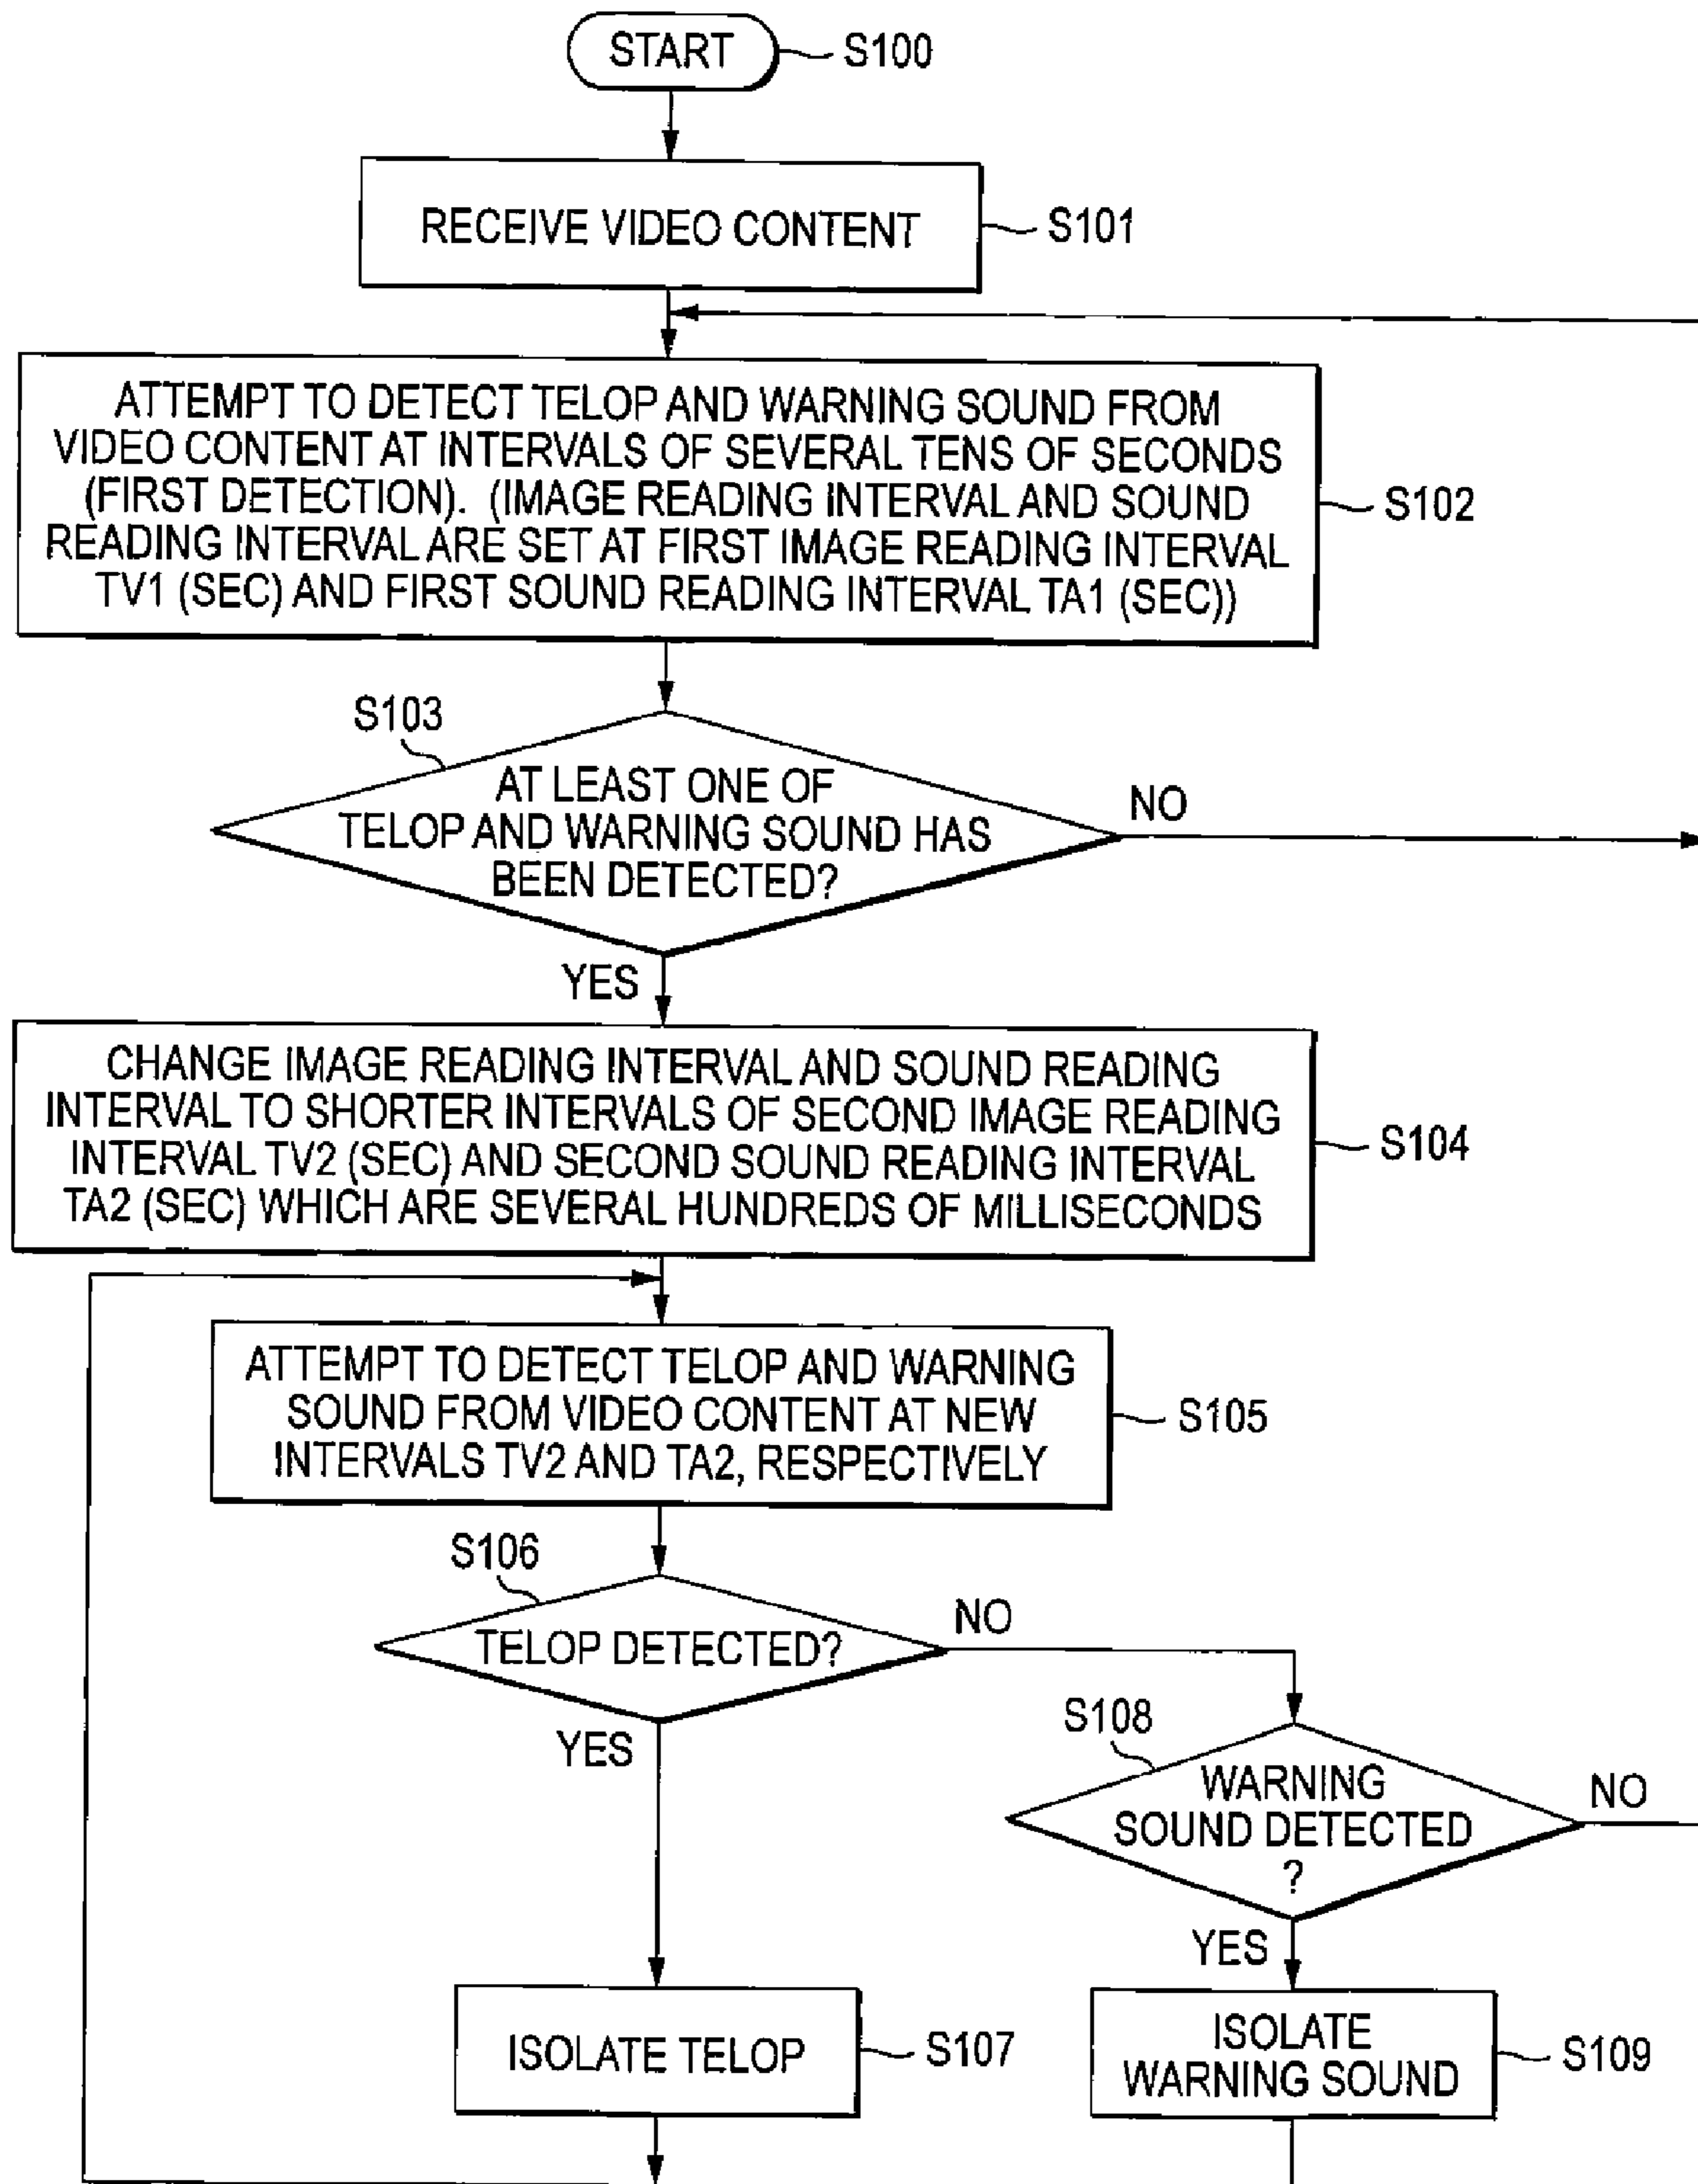 START
S100
RECEIVE VIDEO CONTENT
S101
ATTEMPT TO DETECT TELOP AND WARNING SOUND FROM
VIDEO CONTENT AT INTERVALS OF SEVERAL TENS OF SECONDS
(FIRST DETECTION). (IMAGE READING INTERVAL AND SOUND
READING INTERVAL ARE SET AT FIRST IMAGE READING INTERVAL
TV1 (SEC) AND FIRST SOUND READING INTERVAL TA1 (SEC))
S102
S103
AT LEAST ONE OF
TELOP AND WARNING SOUND HAS
BEEN DETECTED?
NO
YES
CHANGE IMAGE READING INTERVAL AND SOUND READING
INTERVAL TO SHORTER INTERVALS OF SECOND IMAGE READING
INTERVAL TV2 (SEC) AND SECOND SOUND READING INTERVAL
TA2 (SEC) WHICH ARE SEVERAL HUNDREDS OF MILLISECONDS
S104
ATTEMPT TO DETECT TELOP AND WARNING
SOUND FROM VIDEO CONTENT AT NEW
INTERVALS TV2 AND TA2, RESPECTIVELY
S105
S106
TELOP DETECTED?
NO
YES
S108
WARNING
SOUND DETECTED
?
NO
YES
ISOLATE TELOP
S107
ISOLATE
WARNING SOUND
S109